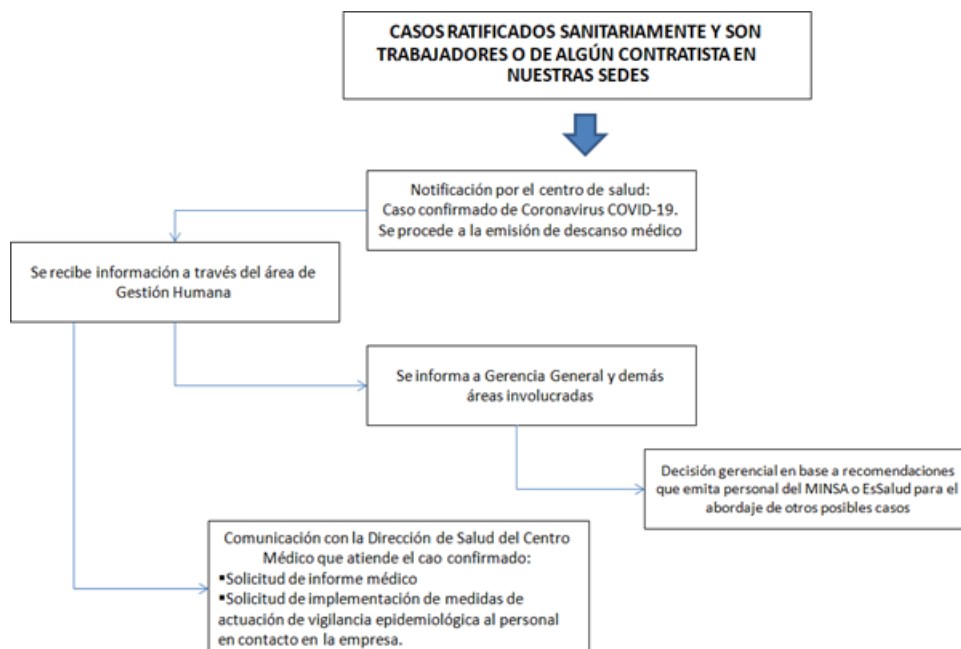 CASOS RATIFICADOS SANITARIAMENTE Y SON
TRABAJADORES O DE ALGÚN CONTRATISTA EN
NUESTRAS SEDES
Notificación por el centro de salud:
Caso confirmado de Coronavirus COVID-19.
Se procede a la emisión de descanso médico
Se recibe información a través del área de
Gestión Humana
Se informa a Gerencia General y demás
áreas involucradas
Decisión gerencial en base a recomendaciones
que emita personal del MINSA o EsSalud para el
abordaje de otros posibles casos
Comunicación con la Dirección de Salud del Centro
Médico que atiende el cao confirmado:
▪Solicitud de informe médico
▪Solicitud de implementación de medidas de
actuación de vigilancia epidemiológica al personal
en contacto en la empresa.